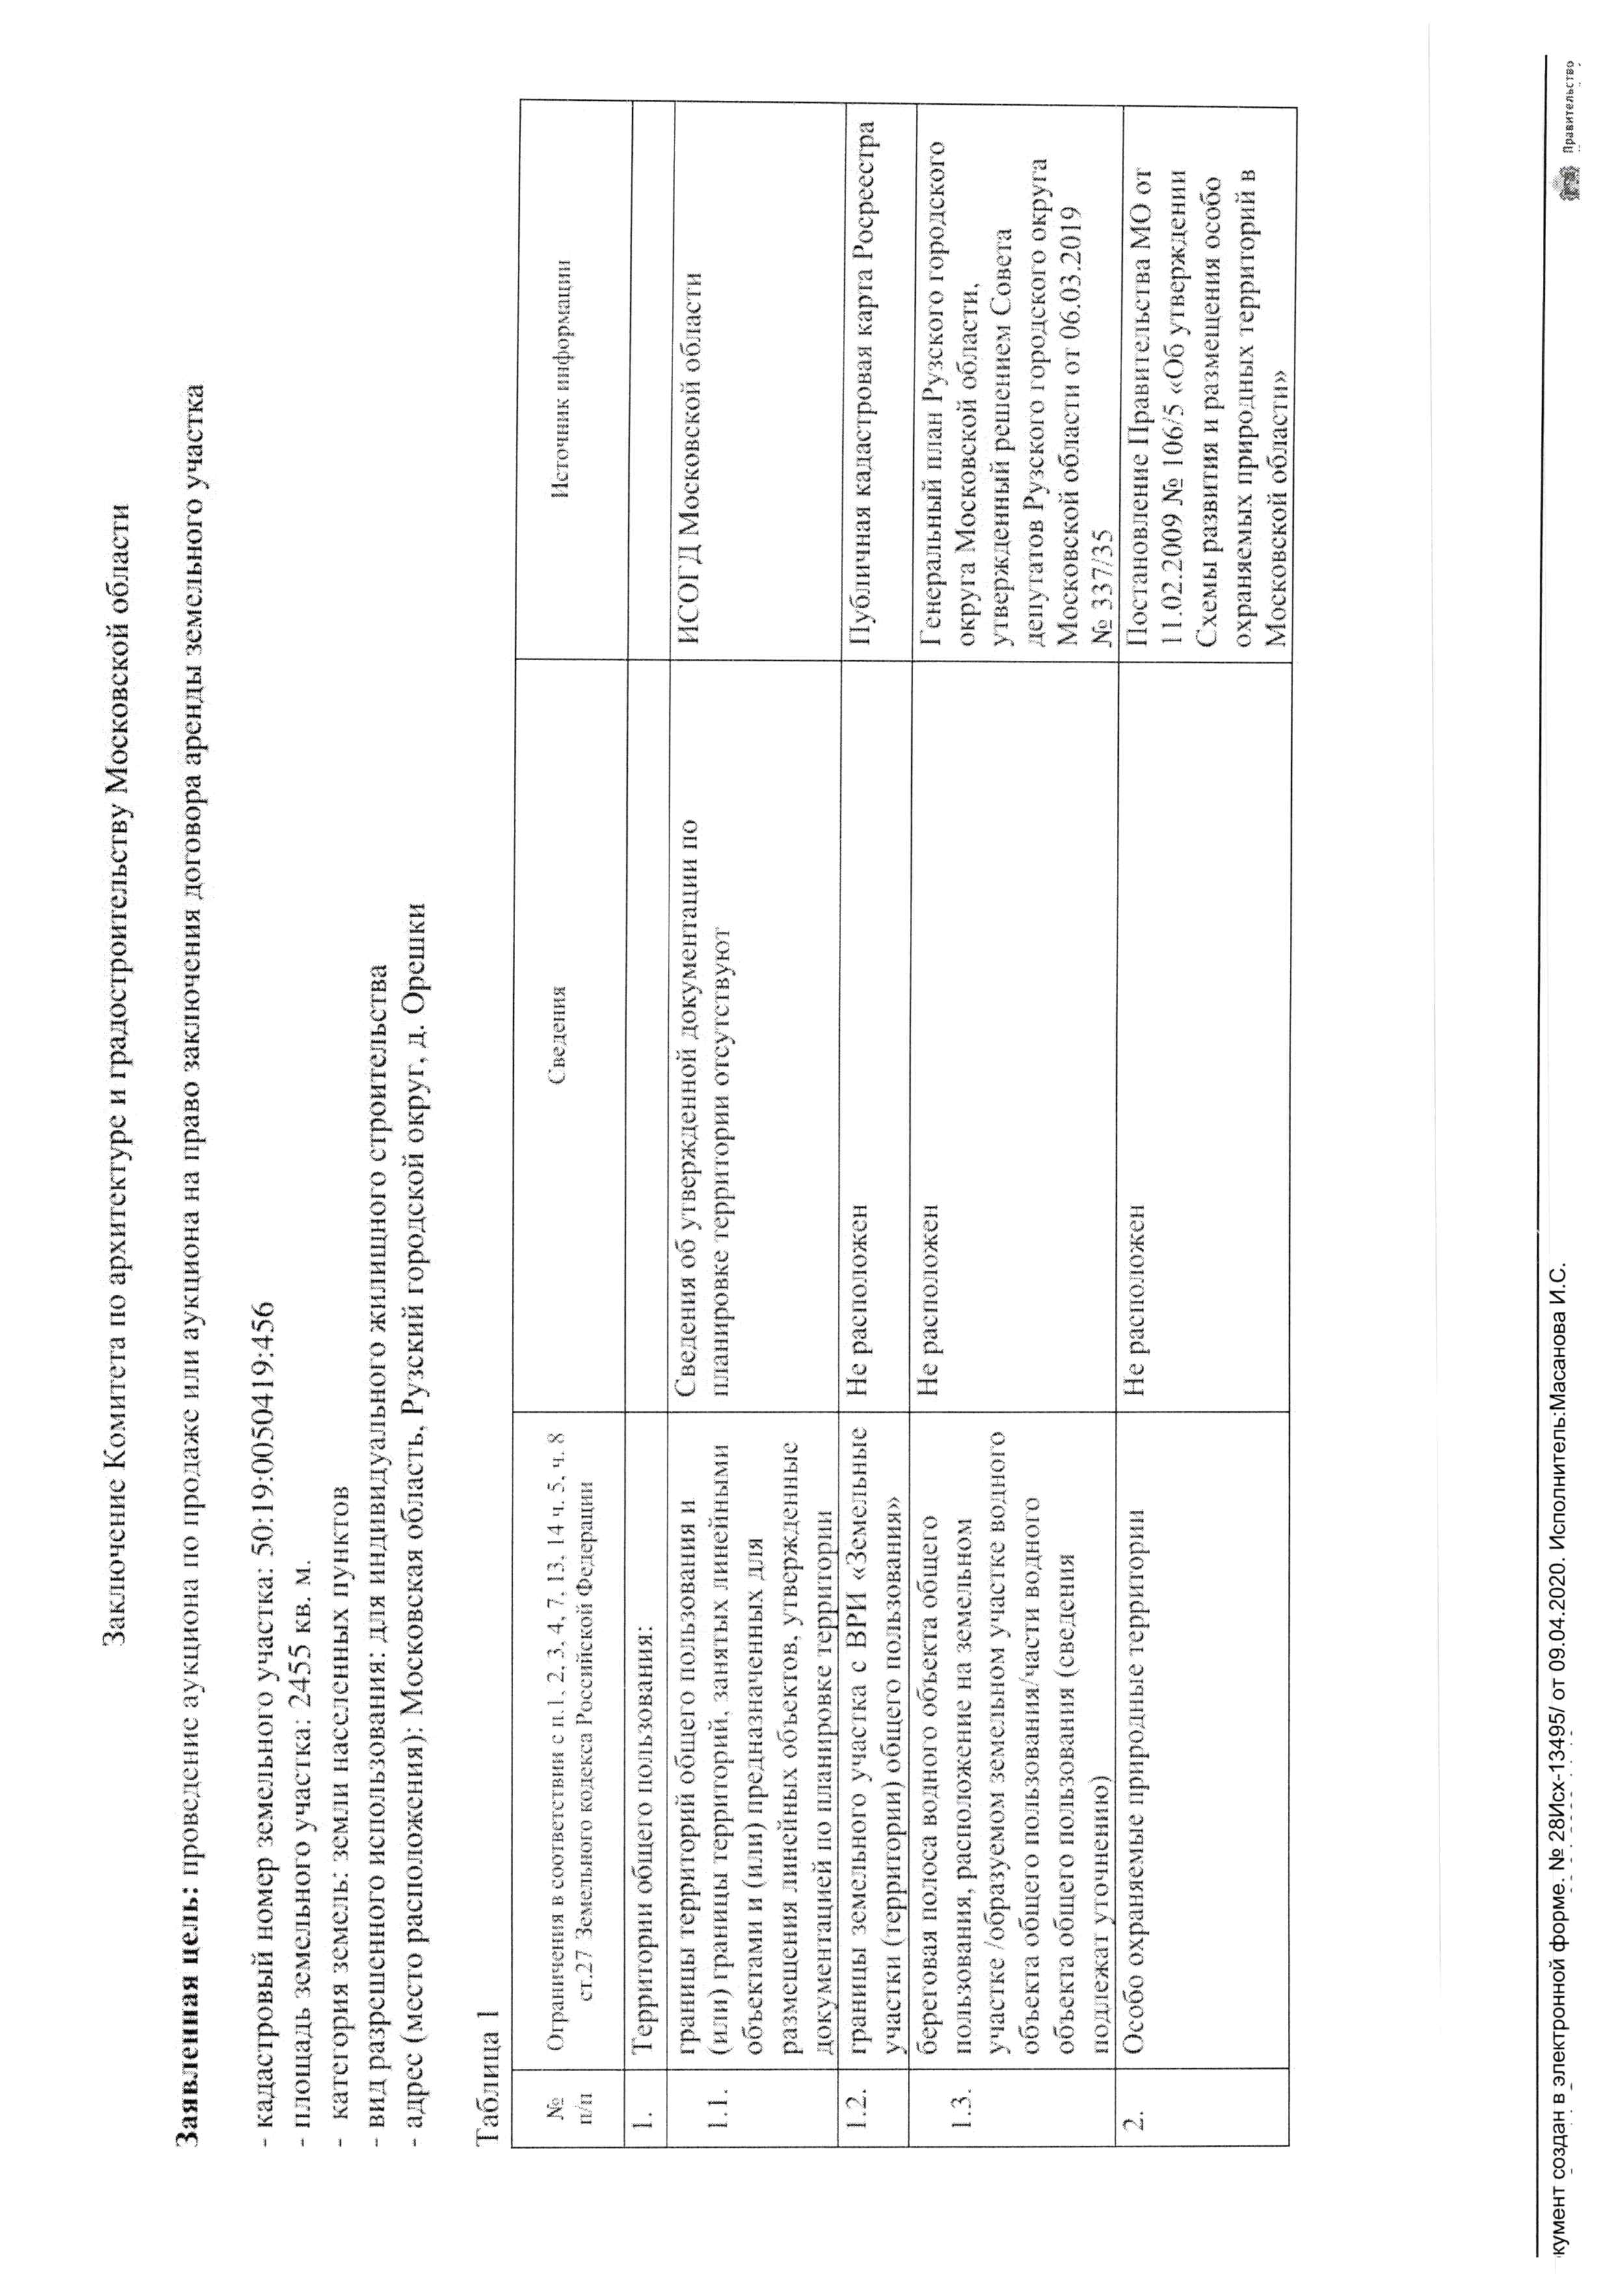 Заключение Комитета по архитектуре и градостроительству Московской области
Заявленная цель: проведение аукциона по продаже или аукциона на право заключения договора аренды земельного участка
- кадастровый номер земельного участка: 50:19:0050419:456
- площадь земельного участка: 2455 кв. м.
- категория земель: земли населенных пунктов
- вид разрешенного использования: для индивидуального жилищного строительства
- адрес (место расположения): Московская область, Рузский городской округ, д. Орешки
Таблица 1
№
п/п
Ограничения в соответствии с п.1, 2, 3, 4, 7, 13, 14 ч. 5, ч. 8
ст.27 Земельного кодекса Российской Федерации
Сведения
Источник информации
1.
Территории общего пользования:
1.1.
границы территорий общего пользования и
(или) границы территорий, занятых линейными
объектами и (или) предназначенных для
размещения линейных объектов, утвержденные
документацией по планировке территории
Сведения об утвержденной документации по
планировке территории отсутствуют
ИСОГД Московской области
1.2.
границы земельного участка с ВРИ «Земельные
участки (территории) общего пользования»
Не расположен
Публичная кадастровая карта Росреестра
1.3.
береговая полоса водного объекта общего
пользования, расположение на земельном
участке /образуемом земельном участке водного
объекта общего пользования/части водного
объекта общего пользования (сведения
подлежат уточнению)
Не расположен
Генеральный план Рузского городского
округа Московской области,
утвержденный решением Совета
депутатов Рузского городского округа
Московской области от 06.03.2019
№ 337/35
2.
Особо охраняемые природные территории
Не расположен
Постановление Правительства МО от
11.02.2009 № 106/5 «Об утверждении
Схемы развития и размещения особо
охраняемых природных территорий в
Московской области»
кумент создан в электронной форме. № 28Исх-13495/ от 09.04.2020. Исполнитель:Масанова И.С.
Правительство